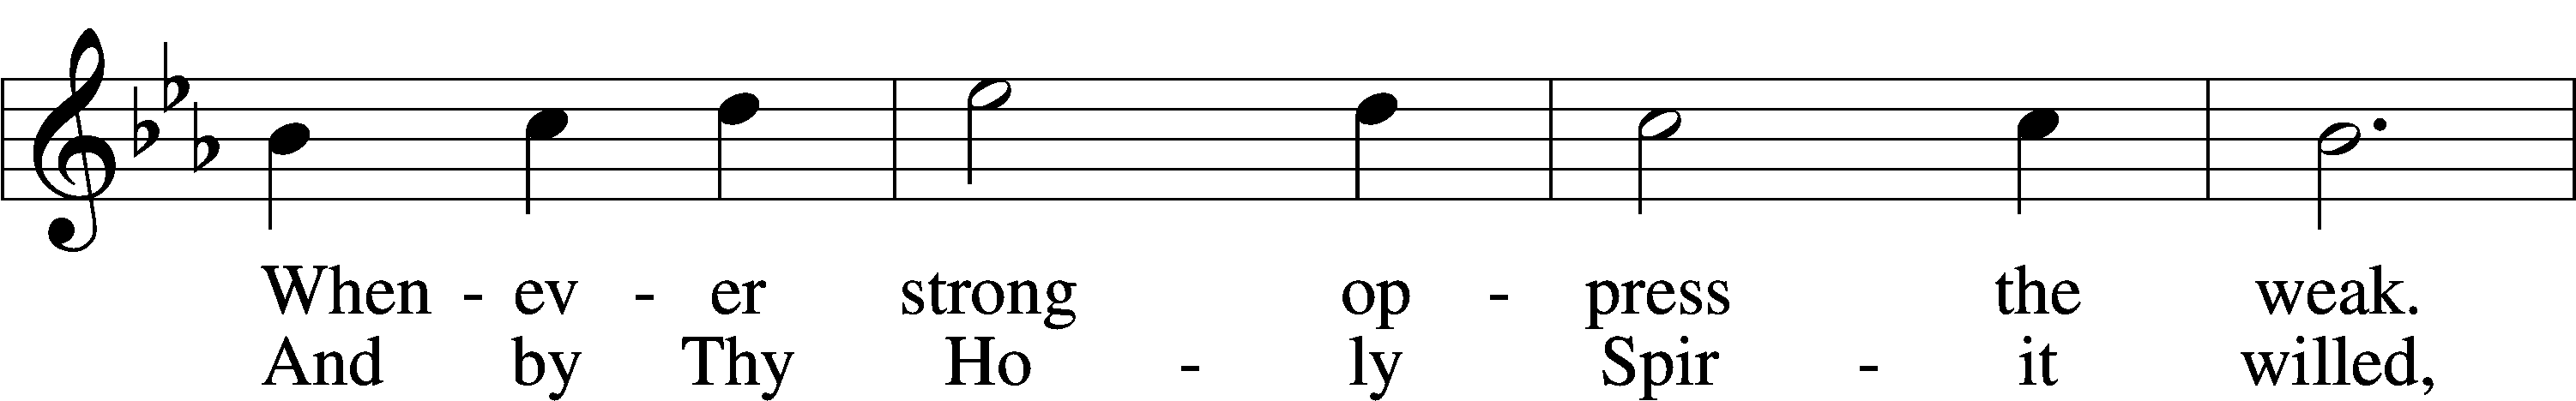 When - ev - er strong op - press the weak.
And by Thy Ho - ly Spir - it willed,